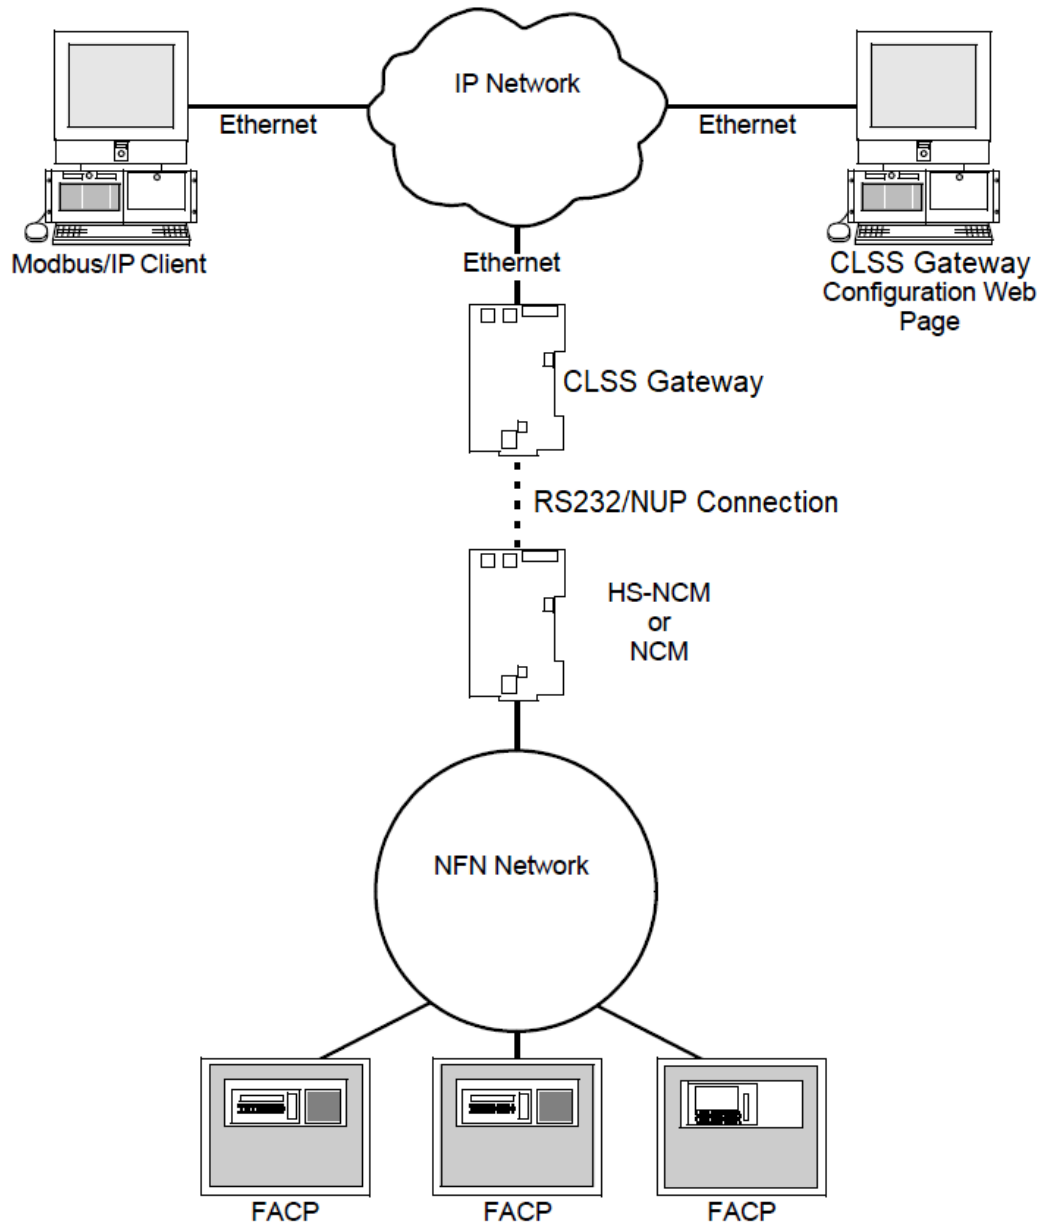 IP Network
Ethernet
Ethernet
Modbus/IP Client
Ethernet
CLSS Gateway
Configuration Web
Page
CLSS Gateway
RS232/NUP Connection
HS-NCM
or
NCM
NFN Network
FACP
FACP
FACP